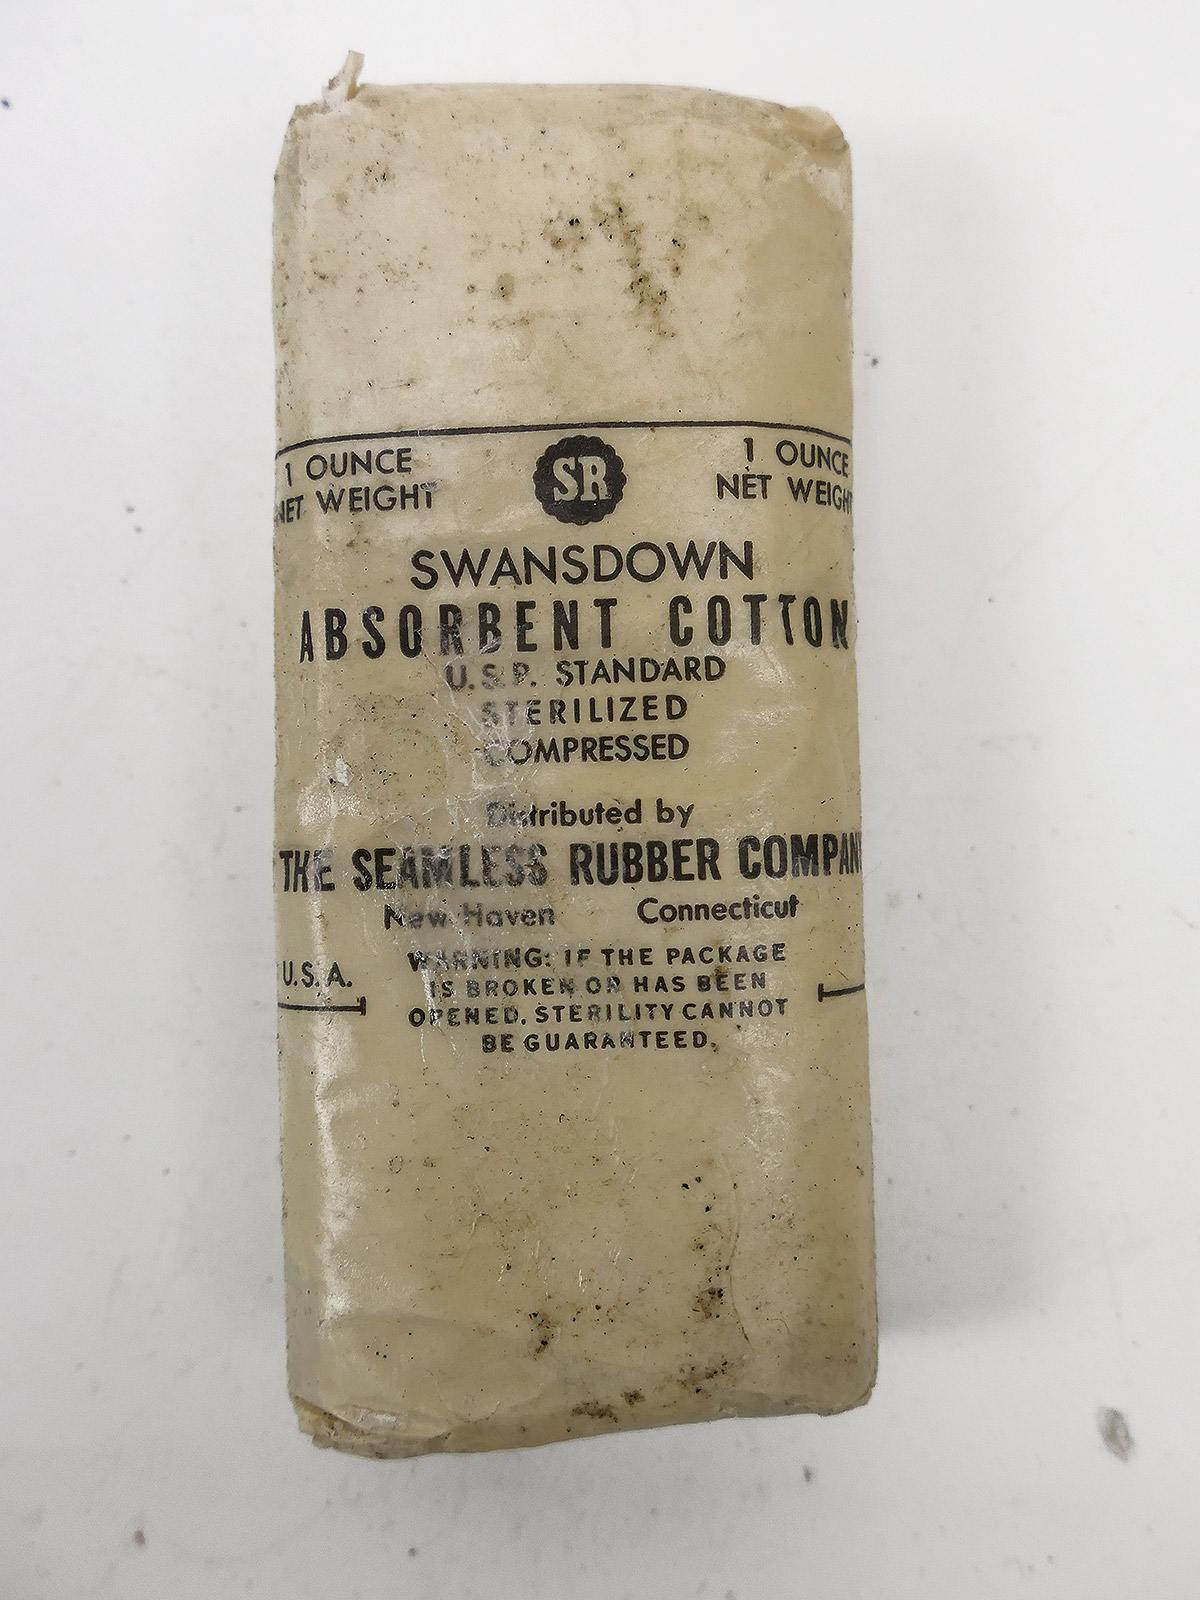 1 OUNCE
NET WEIGHT
SR
1 OUNCE
NET WEIGHT
SWANSDOWN
ABSORBENT COTTON
U.S.P. STANDARD
STERILIZED
COMPRESSED
Distributed by
THE SEAMLESS RUBBER COMPAN
New Haven Connecticut
U.S.A.
WARNING: IF THE PACKAGE
IS BROKEN OR HAS BEEN
OPENED, STERILITY CANNOT
BE GUARANTEED.